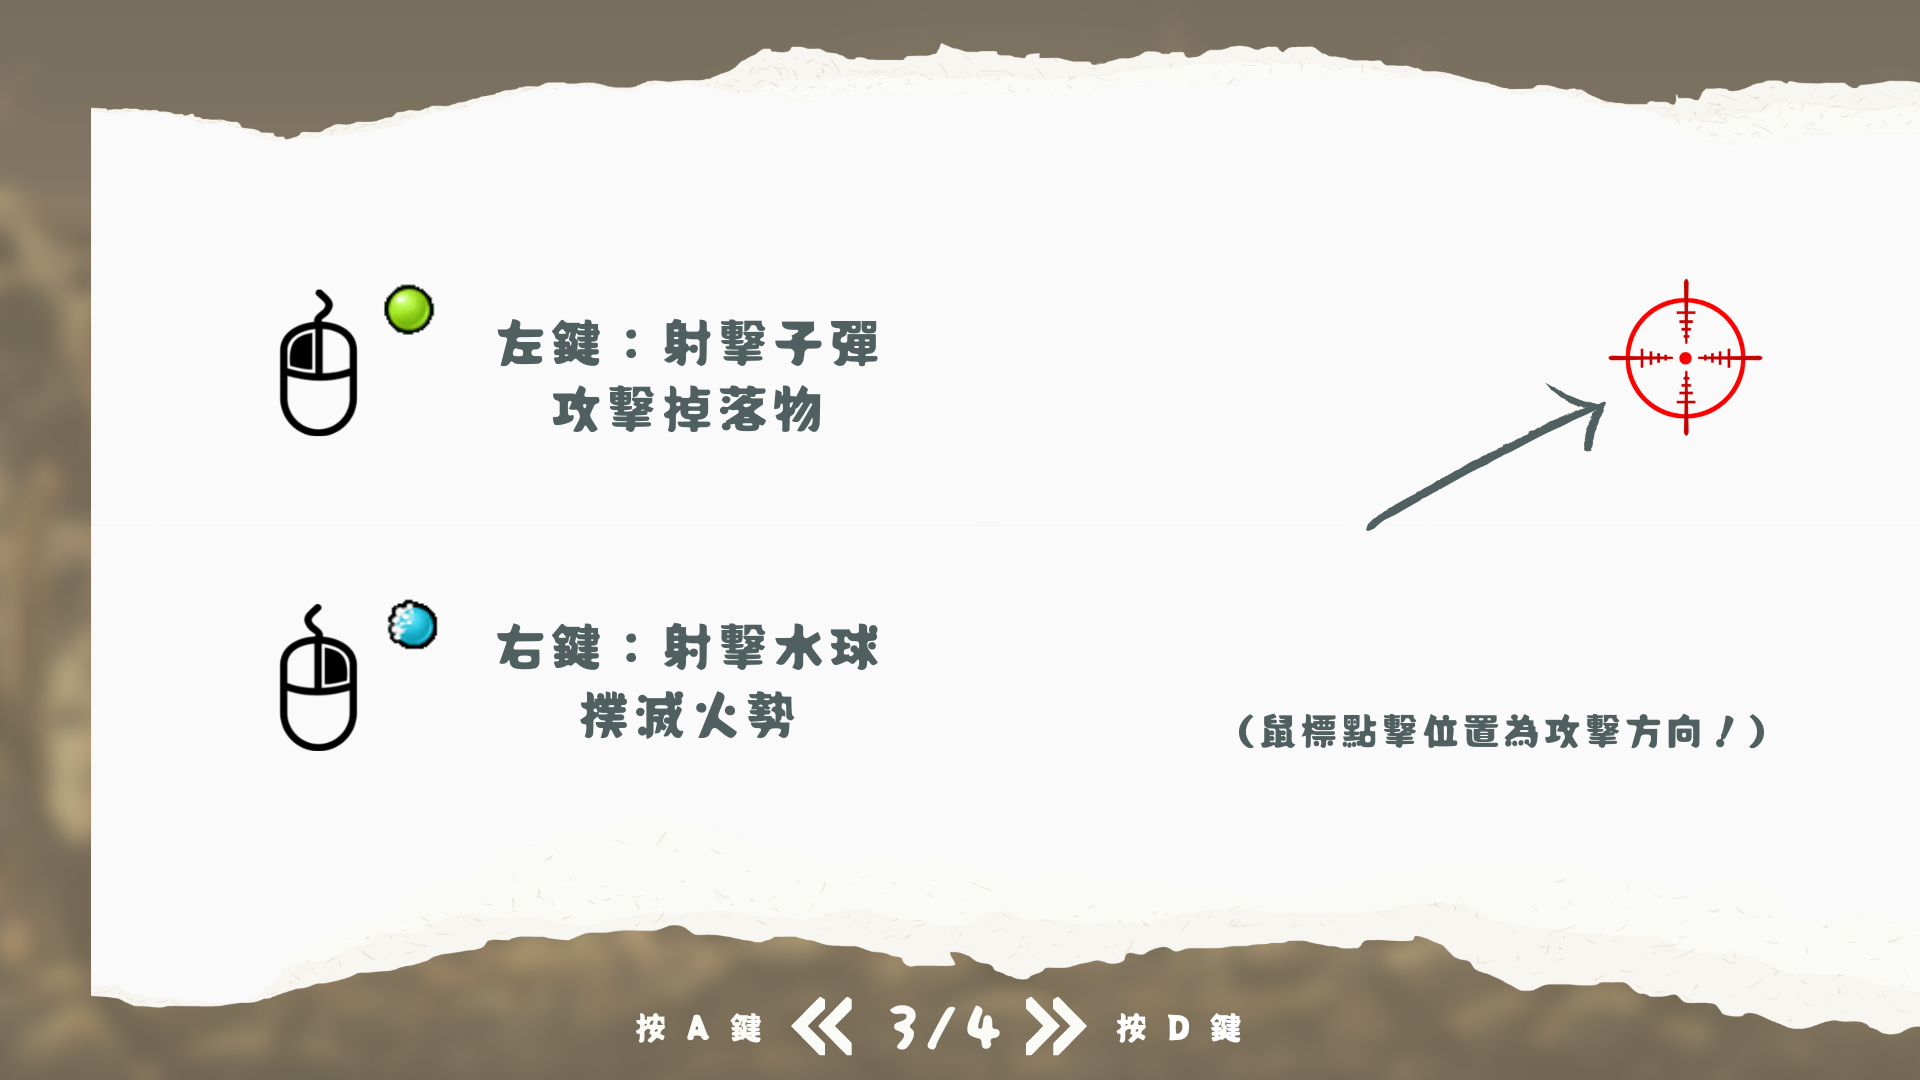 左鍵：射擊子彈
攻擊掉落物
右鍵：射擊水球
撲滅火勢
（鼠標點擊位置為攻擊方向！）
按A鍵 3/4 按D鍵